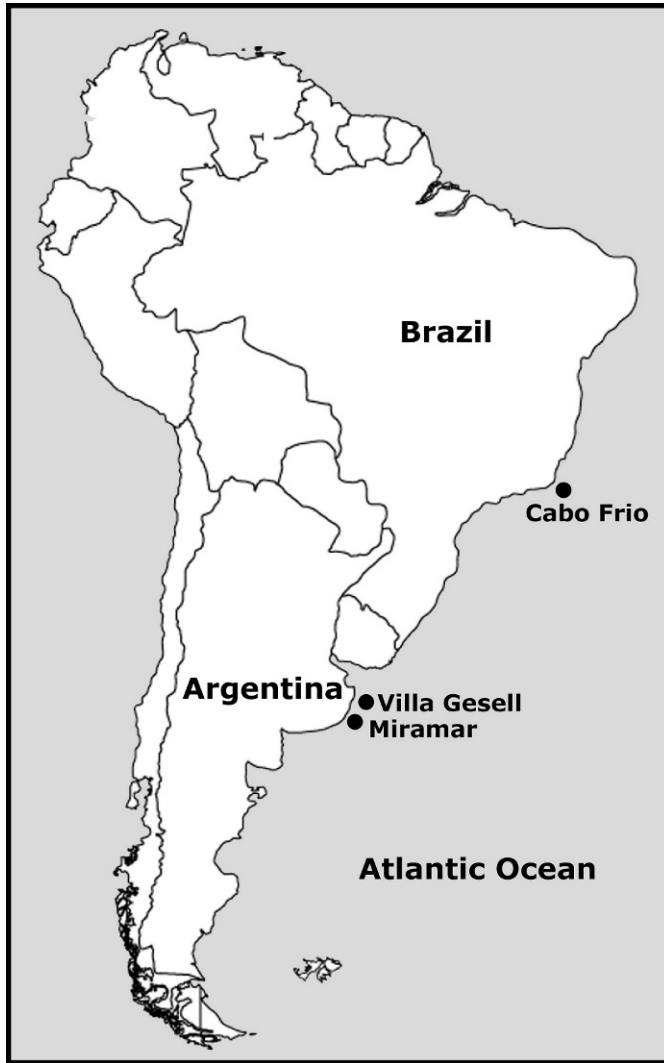 Brazil
Cabo Frio
Argentina
Villa Gesell
Miramar
Atlantic Ocean